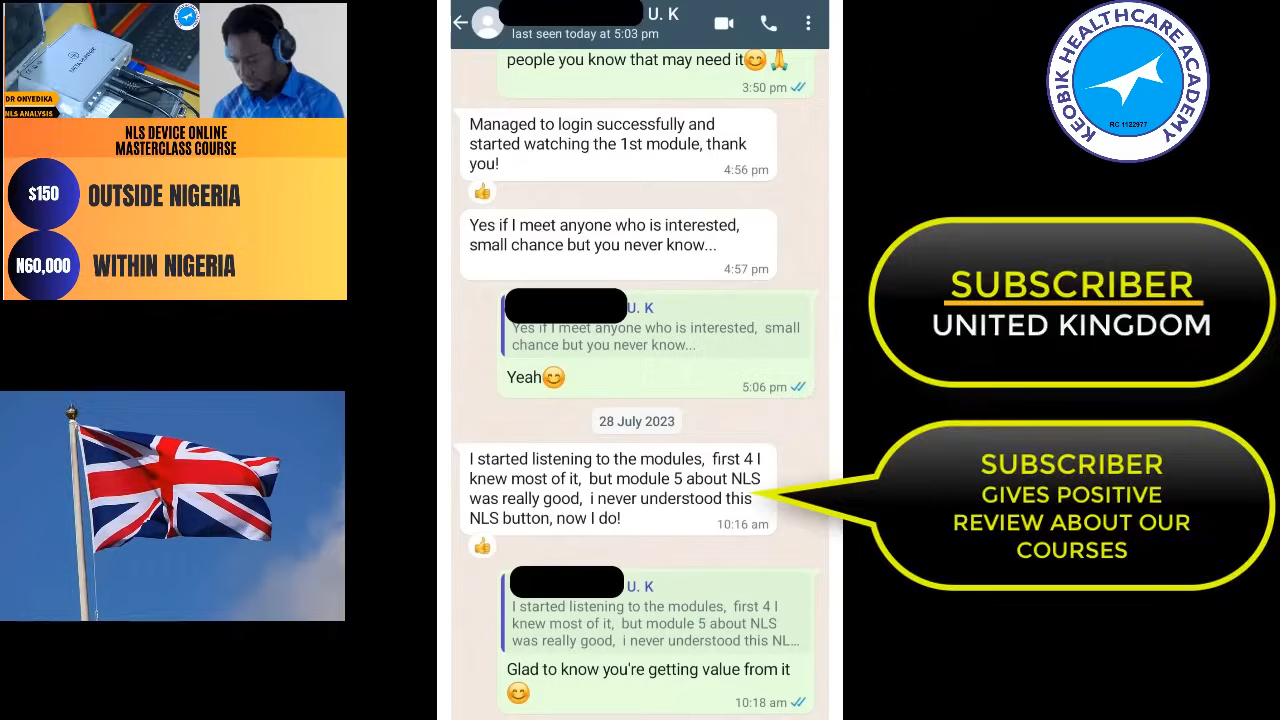 DR ONYEDIKA
NLS ANALYSIS
NLS DEVICE ONLINE
MASTERCLASS COURSE
$150
OUTSIDE NIGERIA
N60,000
WITHIN NIGERIA
U. K
last seen today at 5:03 pm
people you know that may need it😊🙏
3:50 pm
Managed to login successfully and
started watching the 1st module, thank
you!
4:56 pm
Yes if I meet anyone who is interested,
small chance but you never know...
4:57 pm
U. K
Yes if I meet anyone who is interested, small
chance but you never know...
Yeah😊
5:06 pm
28 July 2023
I started listening to the modules, first 4 I
knew most of it, but module 5 about NLS
was really good, i never understood this
NLS button, now I do!
10:16 am
U. K
I started listening to the modules, first 4 I
knew most of it, but module 5 about NLS
was really good, i never understood this NL...
Glad to know you're getting value from it
😊
10:18 am
KEOBIK HEALTHCARE ACADEMY
RC 1122977
SUBSCRIBER
UNITED KINGDOM
SUBSCRIBER
GIVES POSITIVE
REVIEW ABOUT OUR
COURSES